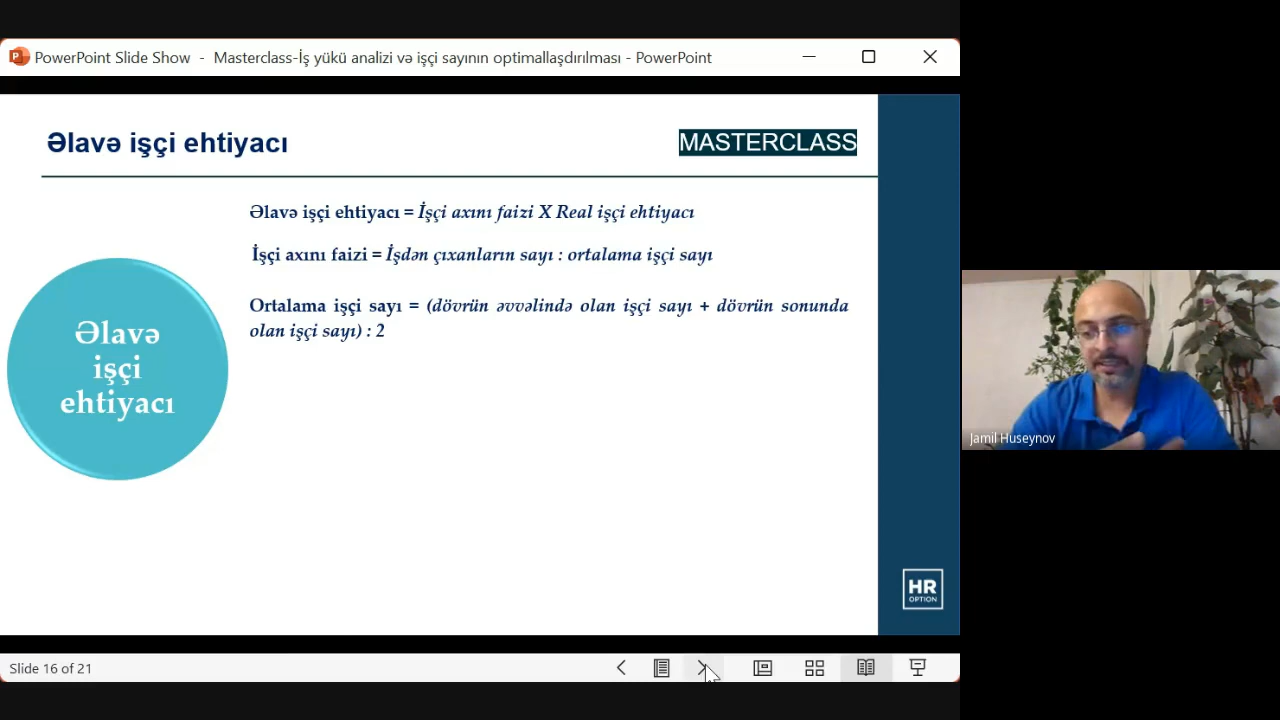 PowerPoint Slide Show - Masterclass-İş yükü analizi və işçi sayının optimallaşdırılması - PowerPoint
Əlavə işçi ehtiyacı
MASTERCLASS
Əlavə işçi ehtiyacı = İşçi axını faizi X Real işçi ehtiyacı
İşçi axını faizi = İşdən çıxanların sayı : ortalama işçi sayı
Ortalama işçi sayı = (dövrün əvvəlində olan işçi sayı + dövrün sonunda
olan işçi sayı) : 2
Əlavə
işçi
ehtiyacı
Jamil Huseynov
HR
OPTION
Slide 16 of 21